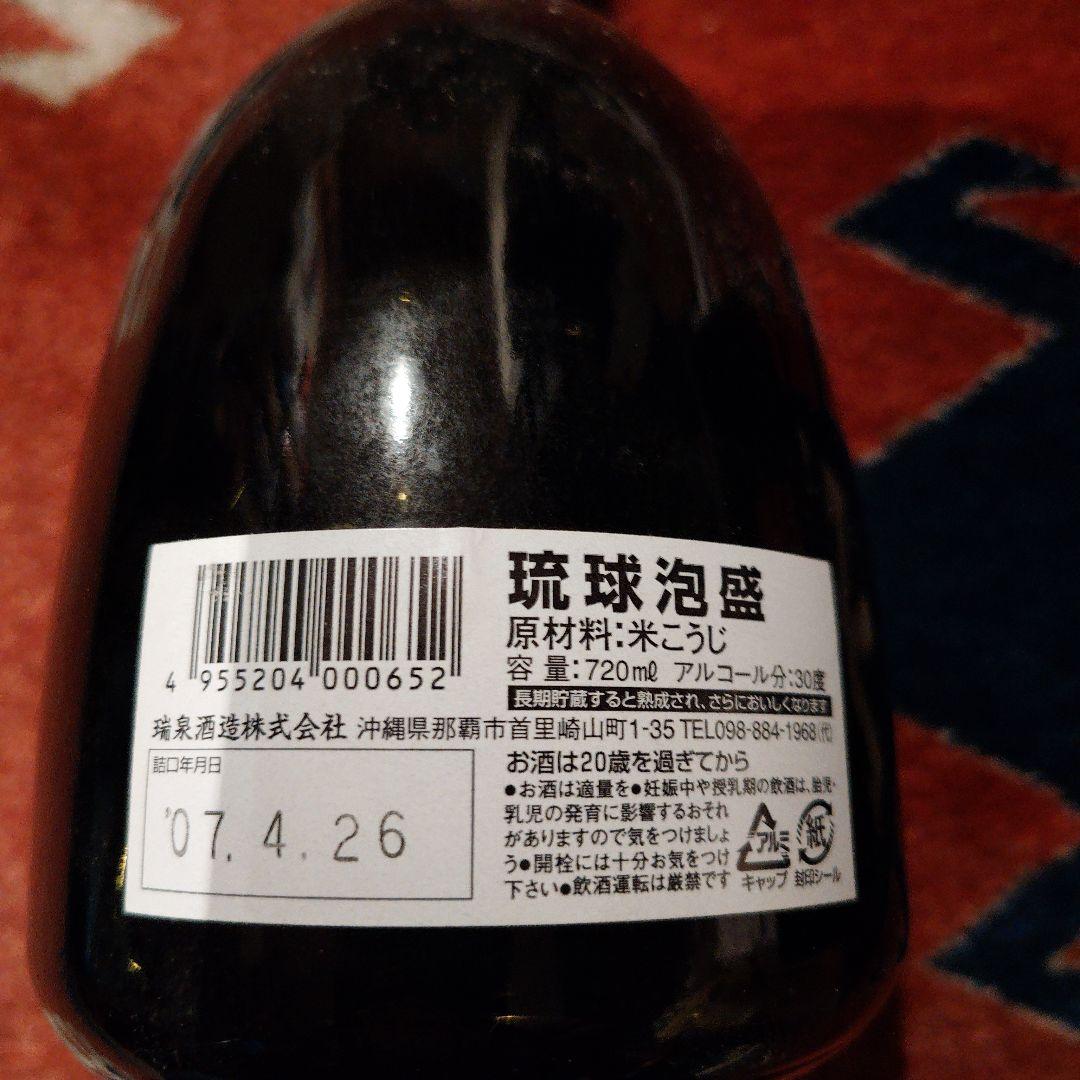 琉球泡盛
原材料:米こうじ
容量:720mℓ アルコール分:30度
長期貯蔵すると熟成され、さらにおいしくなります
4 955204 000652
瑞泉酒造株式会社 沖縄県那覇市首里崎山町1-35 TEL098-884-1968(代)
詰口年月日
'07.4.26
お酒は20歳を過ぎてから
●お酒は適量を●妊娠中や授乳期の飲酒は、胎児・
乳児の発育に影響するおそれ
がありますので気をつけましょ
う●開栓には十分お気をつけ
下さい●飲酒運転は厳禁です
アルミ
キャップ
紙
封印シール